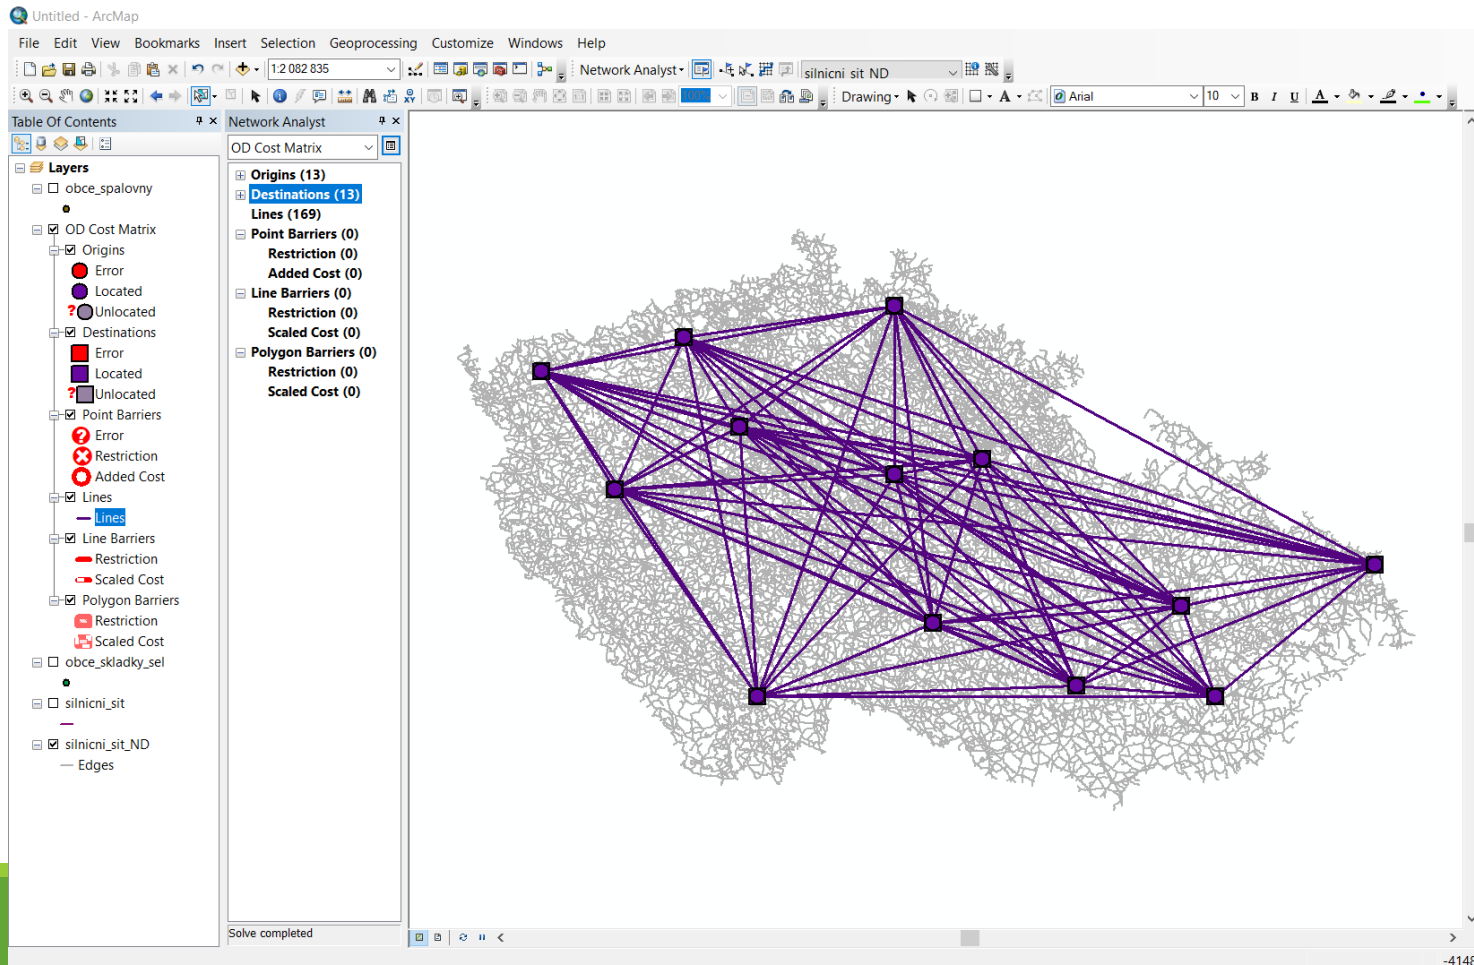 Untitled - ArcMap
File Edit View Bookmarks Insert Selection Geoprocessing Customize Windows Help
1:2 082 835 Network Analyst silnicni_sit_ND
100% Drawing A Arial 10 B I U A
Table Of Contents
Layers
obce_spalovny
OD Cost Matrix
Origins
Error
Located
? Unlocated
Destinations
Error
Located
? Unlocated
Point Barriers
? Error
Restriction
Added Cost
Lines
Lines
Line Barriers
Restriction
Scaled Cost
Polygon Barriers
Restriction
Scaled Cost
obce_skladky_sel
silnicni_sit
silnicni_sit_ND
Edges
Network Analyst
OD Cost Matrix
Origins (13)
Destinations (13)
Lines (169)
Point Barriers (0)
Restriction (0)
Added Cost (0)
Line Barriers (0)
Restriction (0)
Scaled Cost (0)
Polygon Barriers (0)
Restriction (0)
Scaled Cost (0)
Solve completed
-4148